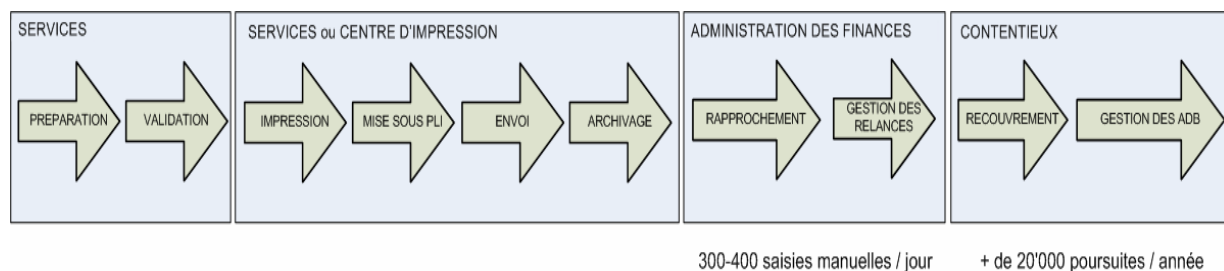 SERVICES
PREPARATION
VALIDATION
SERVICES ou CENTRE D'IMPRESSION
IMPRESSION
MISE SOUS PLI
ENVOI
ARCHIVAGE
ADMINISTRATION DES FINANCES
RAPPROCHEMENT
GESTION DES
RELANCES
CONTENTIEUX
RECOUVREMENT
GESTION DES ADB
300-400 saisies manuelles / jour
+ de 20'000 poursuites / année